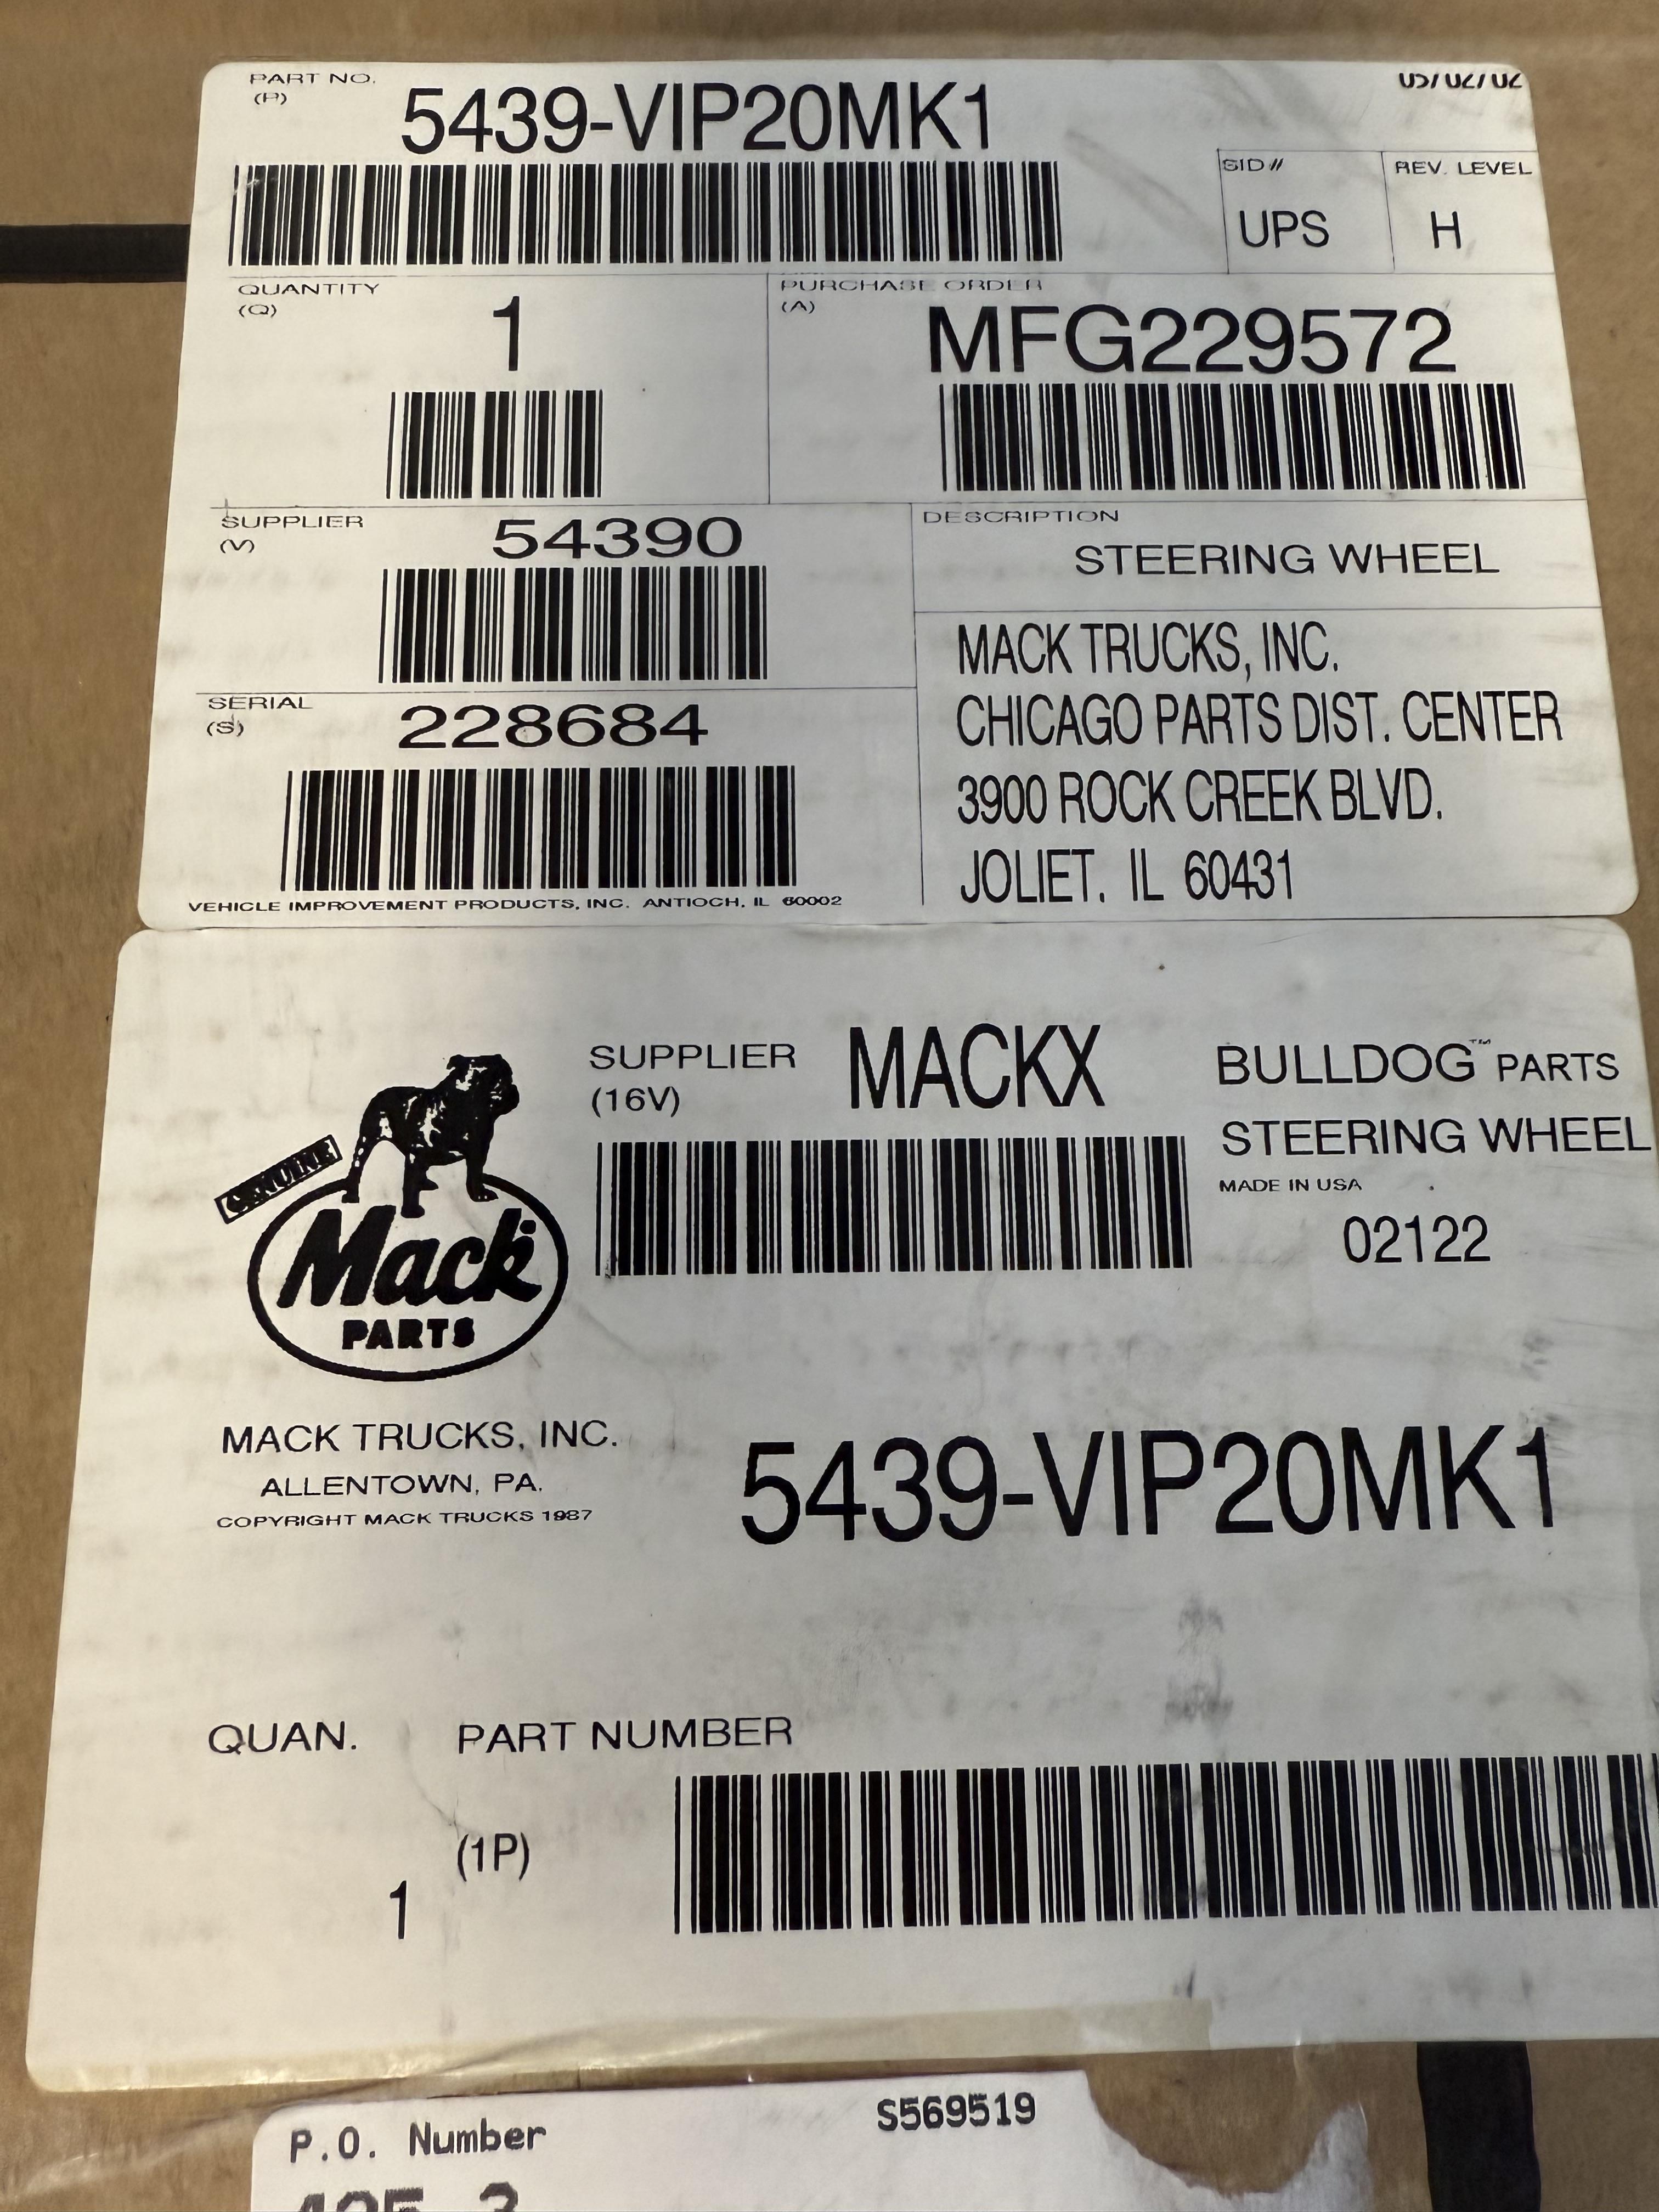 PART NO.
(P)
5439-VIP20MK1
SID#
UPS
REV. LEVEL
H
QUANTITY
(Q)
1
PURCHASE ORDER
(A)
MFG229572
SUPPLIER
(V)
54390
DESCRIPTION
STEERING WHEEL
SERIAL
(S)
228684
MACK TRUCKS, INC.
CHICAGO PARTS DIST. CENTER
3900 ROCK CREEK BLVD.
JOLIET, IL 60431
VEHICLE IMPROVEMENT PRODUCTS, INC. ANTIOCH, IL 60002
GENUINE
Mack
PARTS
SUPPLIER
(16V)
MACKX
BULLDOG™ PARTS
STEERING WHEEL
MADE IN USA
02122
MACK TRUCKS, INC.
ALLENTOWN, PA.
COPYRIGHT MACK TRUCKS 1987
5439-VIP20MK1
QUAN.
PART NUMBER
(1P)
1
P.O. Number
S569519